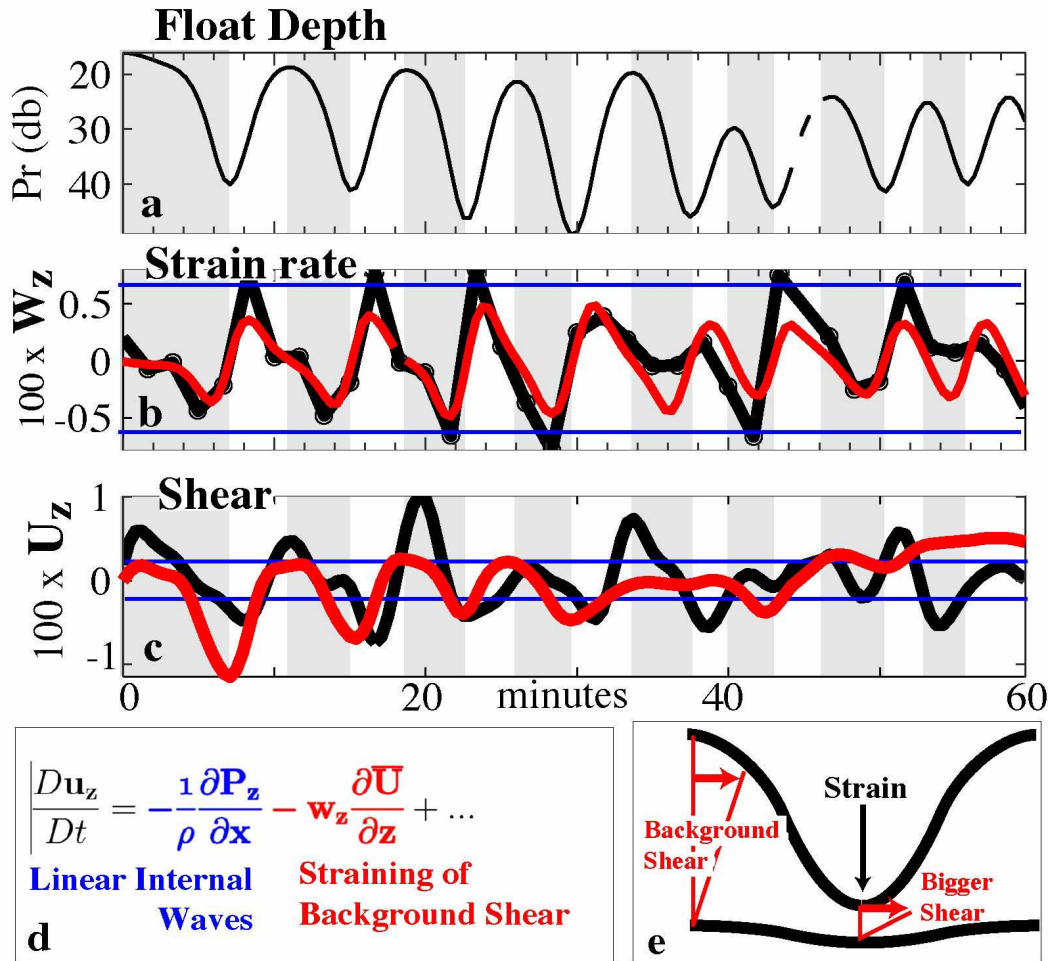 Float Depth
Pr (db)
20
30
40
a
Strain rate
100 x Wz
0.5
0
-05
b
Shear
100 x Uz
1
0
-1
c
0
20
minutes
40
60
Duz/Dt = -1/ρ ∂Pz/∂x - wz ∂U̅/∂z + ...
Linear Internal
Waves
Straining of
Background Shear
d
Strain
Background
Shear
Bigger
Shear
e